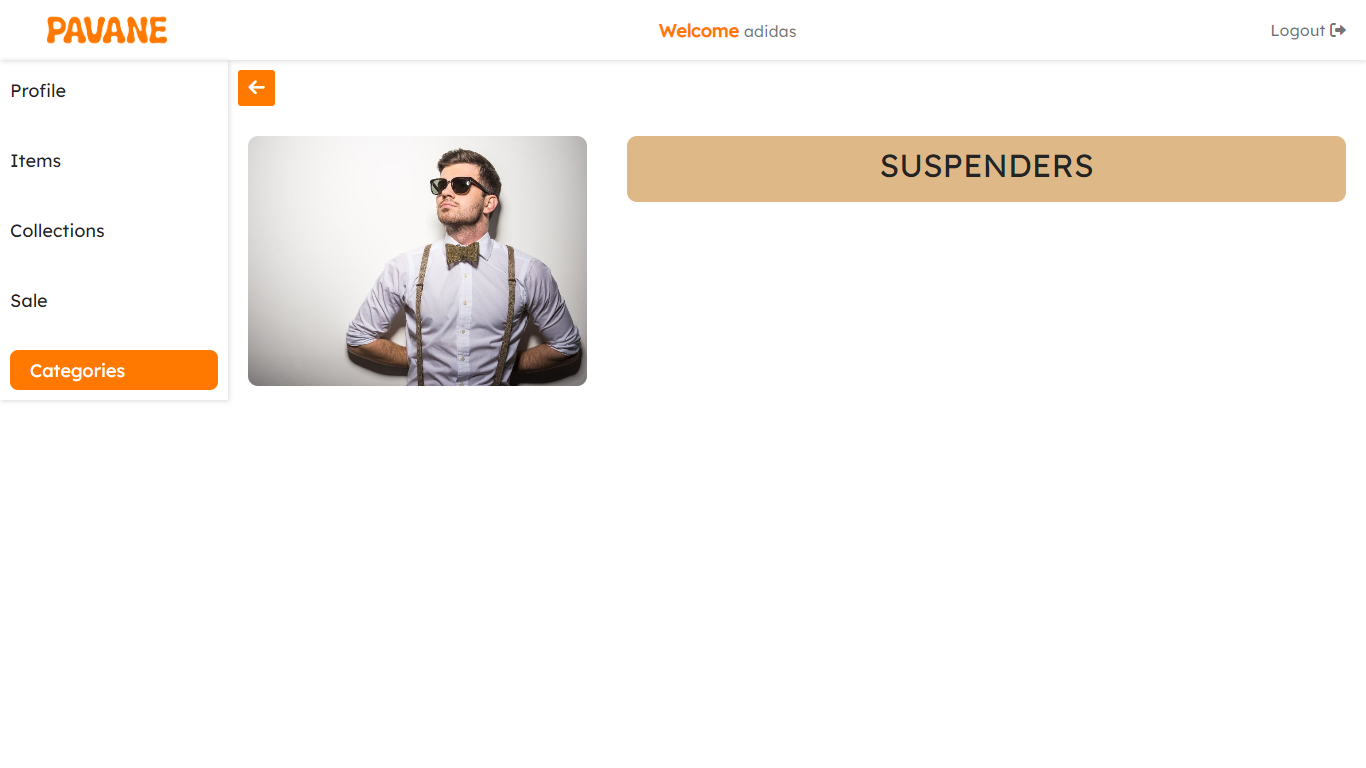 PAVANE
Welcome adidas
Logout
Profile
Items
Collections
Sale
Categories
SUSPENDERS